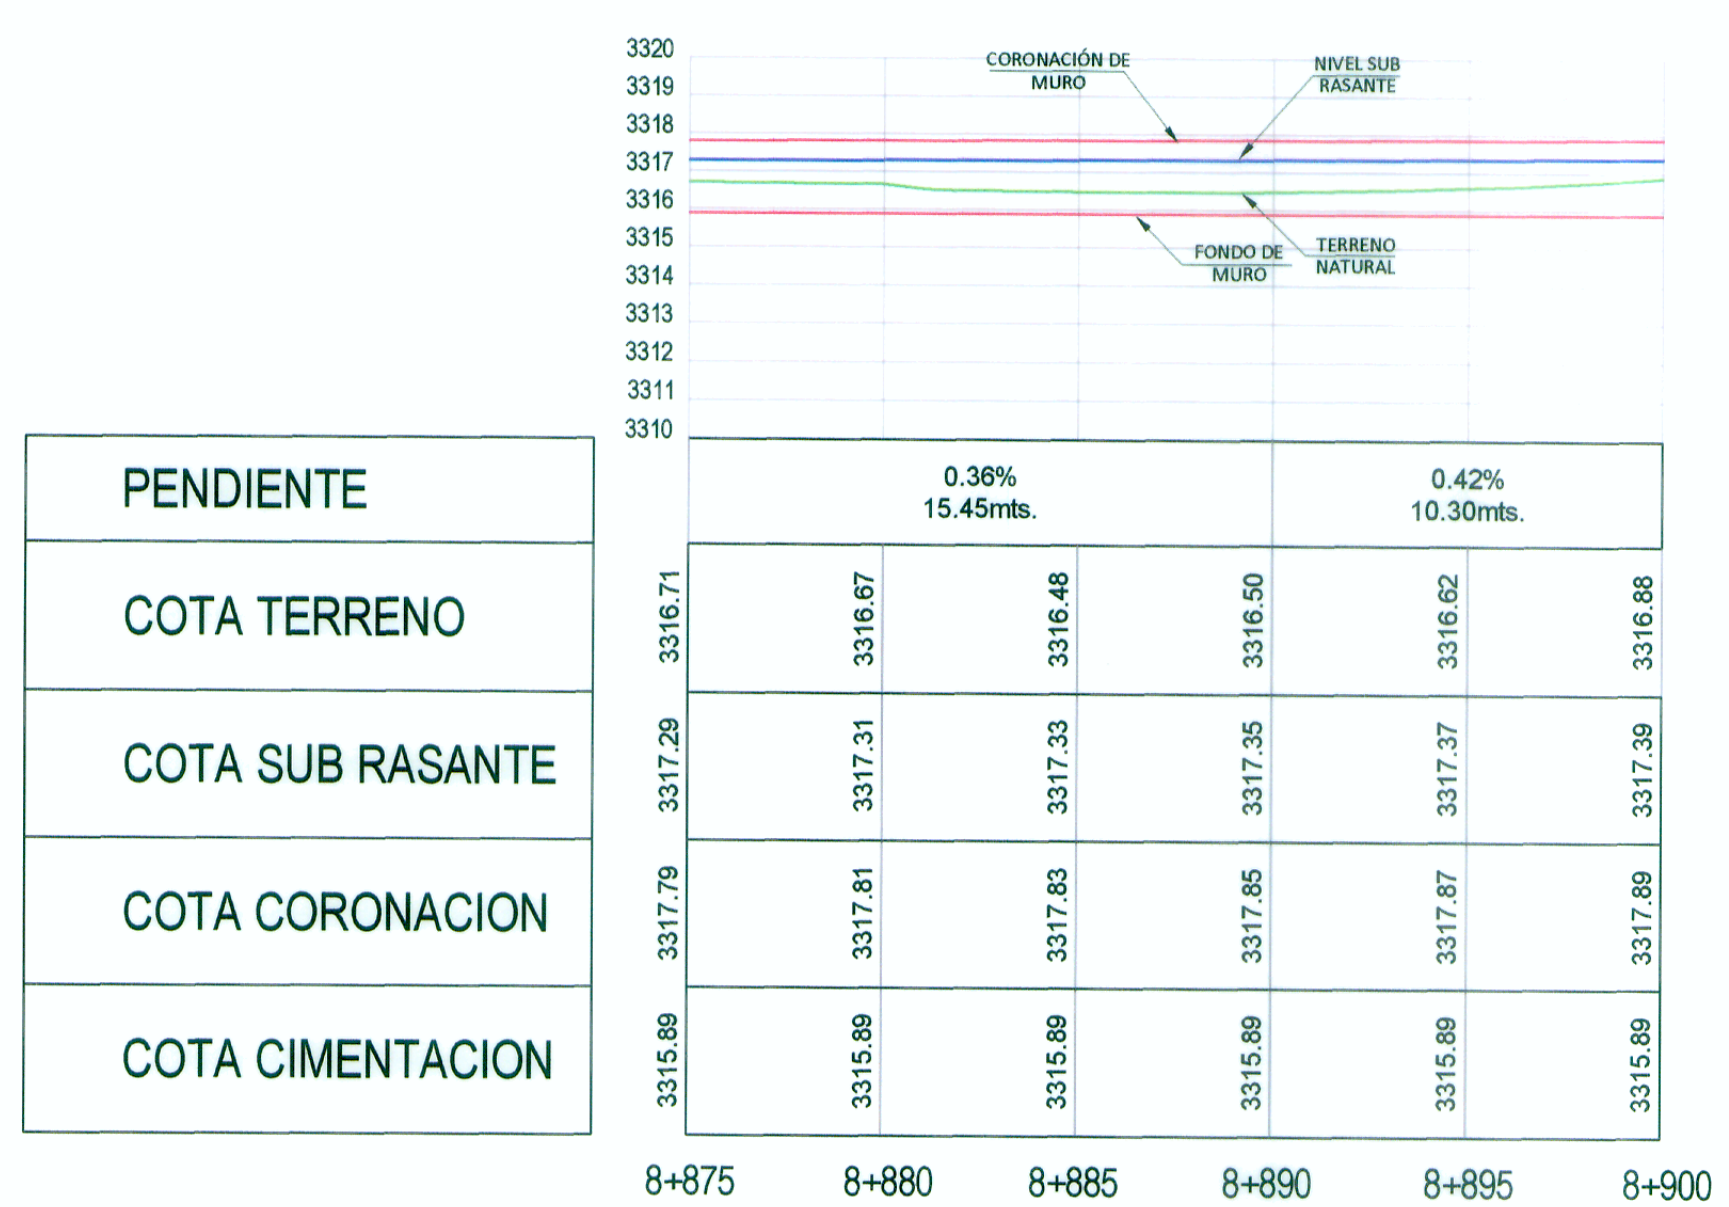 3320
3319
3318
3317
3316
3315
3314
3313
3312
3311
3310
CORONACIÓN DE
MURO
NIVEL SUB
RASANTE
FONDO DE
MURO
TERRENO
NATURAL
PENDIENTE
0.36%
15.45mts.
0.42%
10.30mts.
COTA TERRENO
3316.71 3316.67 3316.48 3316.50 3316.62 3316.88
COTA SUB RASANTE
3317.29 3317.31 3317.33 3317.35 3317.37 3317.39
COTA CORONACION
3317.79 3317.81 3317.83 3317.85 3317.87 3317.89
COTA CIMENTACION
3315.89 3315.89 3315.89 3315.89 3315.89 3315.89
8+875 8+880 8+885 8+890 8+895 8+900